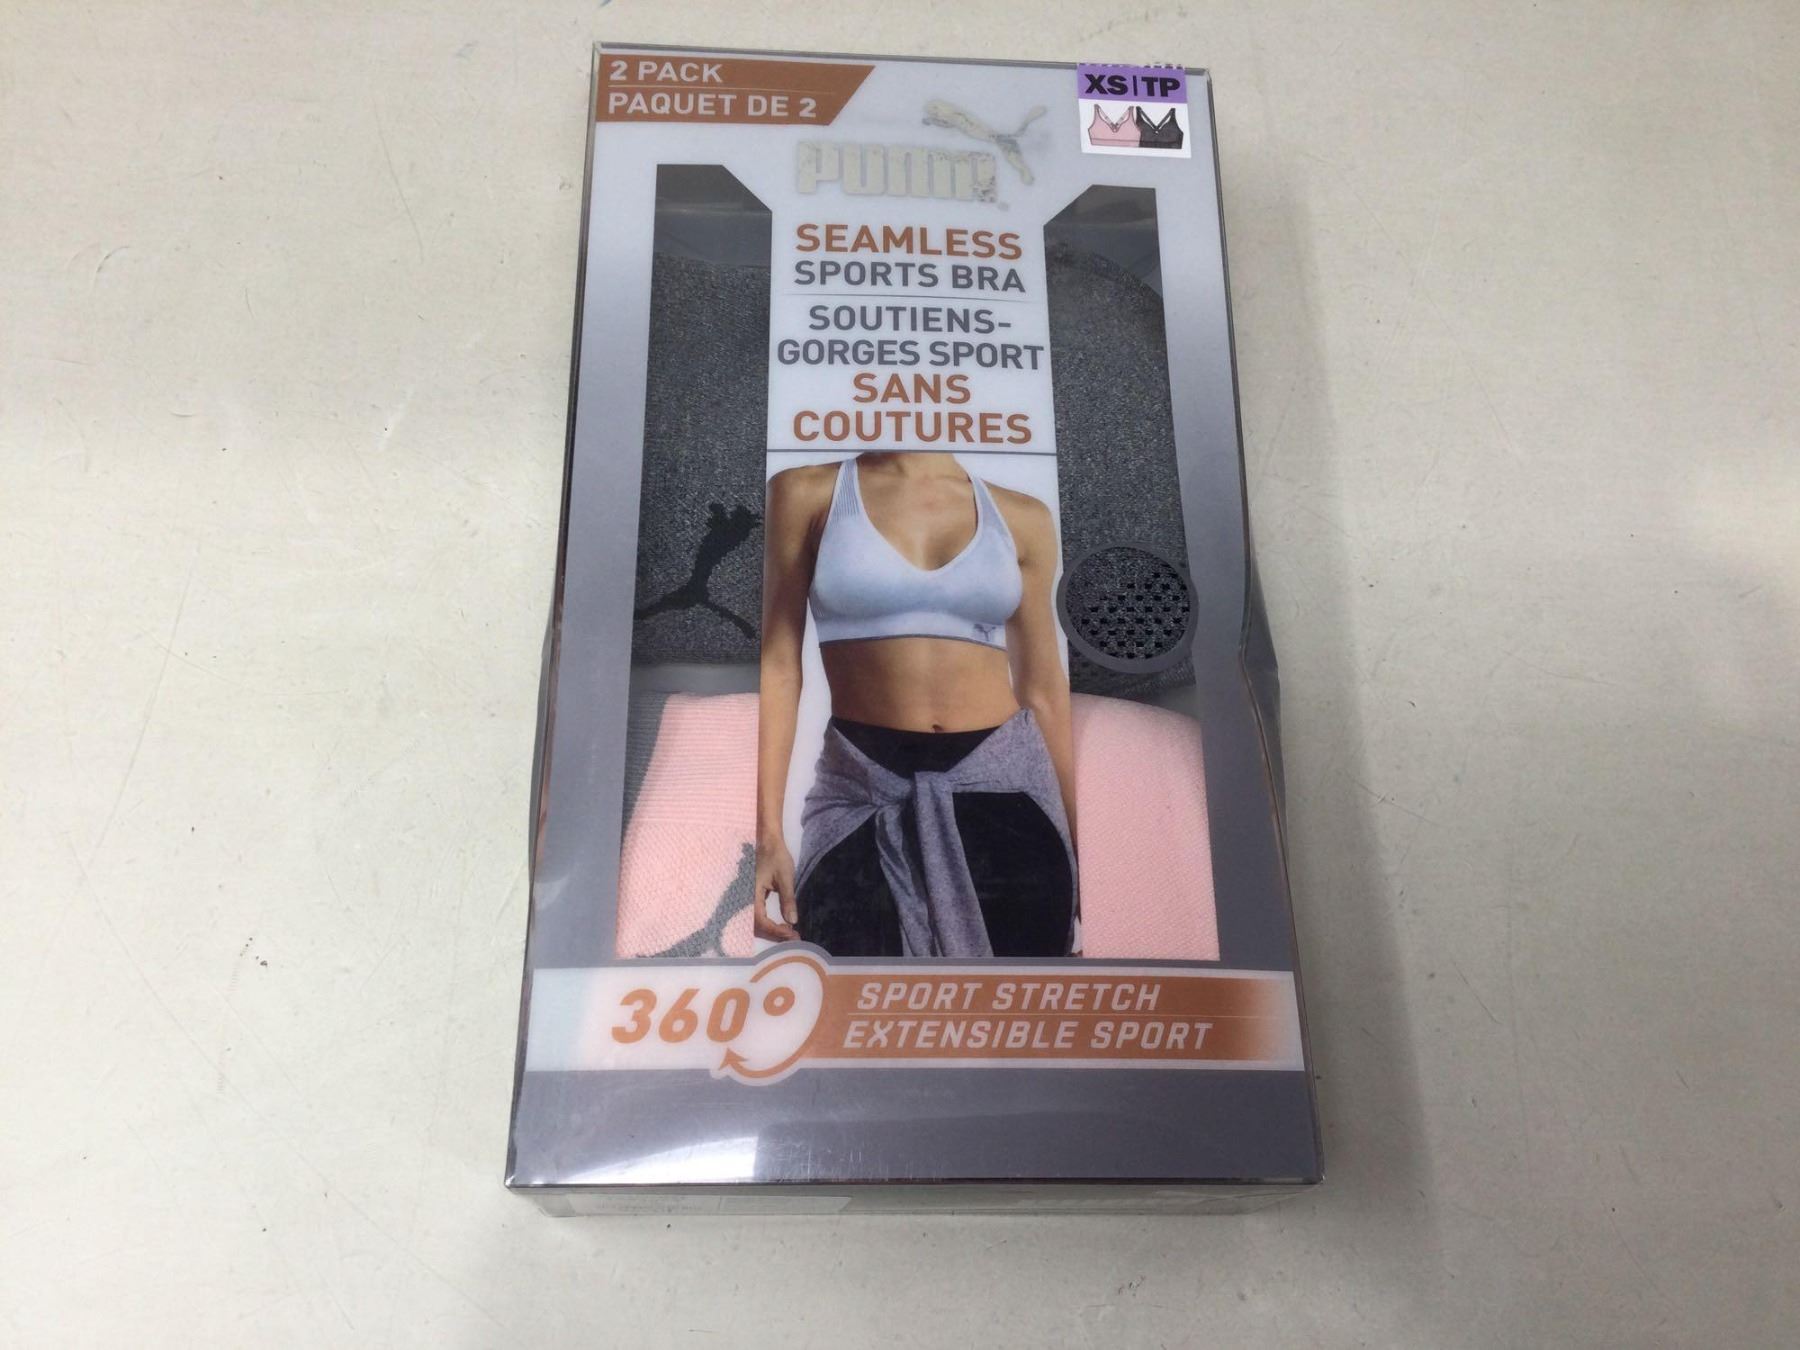 2 PACK
PAQUET DE 2
XS|TP
PUMA
SEAMLESS
SPORTS BRA
SOUTIENS-
GORGES SPORT
SANS
COUTURES
360°
SPORT STRETCH
EXTENSIBLE SPORT